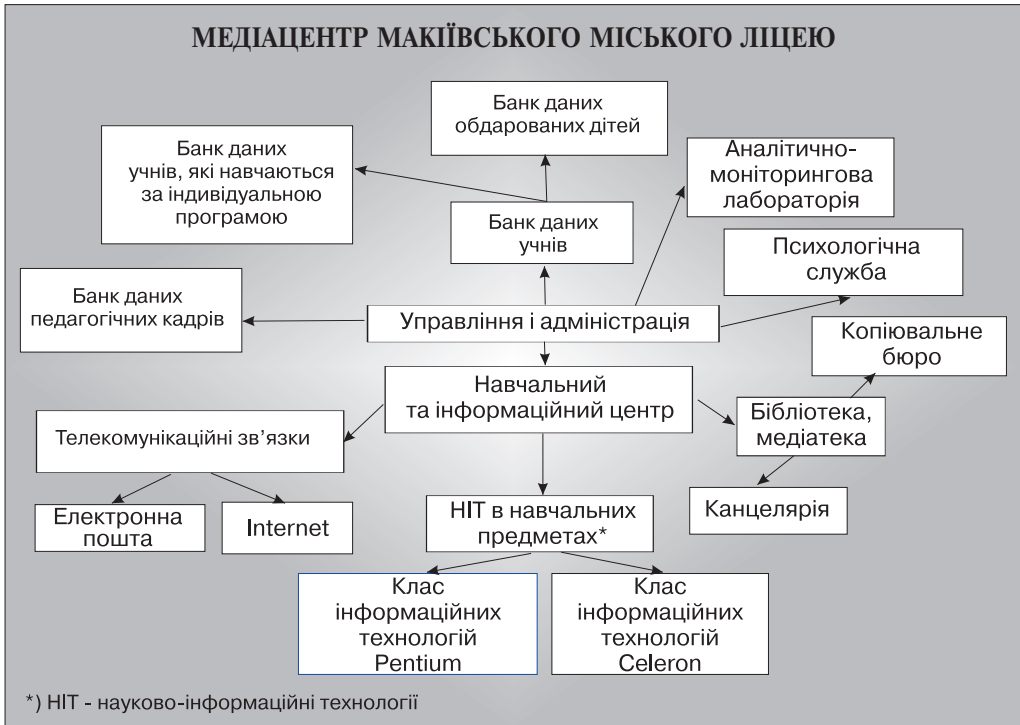 МЕДІАЦЕНТР МАКІЇВСЬКОГО МІСЬКОГО ЛІЦЕЮ
Банк даних
обдарованих дітей
Банк даних
учнів, які навчаються
за індивідуальною
програмою
Аналітично-
моніторингова
лабораторія
Банк даних
учнів
Психологічна
служба
Банк даних
педагогічних кадрів
Управління і адміністрація
Копіювальне
бюро
Навчальний
та інформаційний центр
Бібліотека,
медіатека
Телекомунікаційні зв’язки
Канцелярія
Електронна
пошта
Internet
НІТ в навчальних
предметах*
Клас
інформаційних
технологій
Pentium
Клас
інформаційних
технологій
Celeron
*) НІТ - науково-інформаційні технології